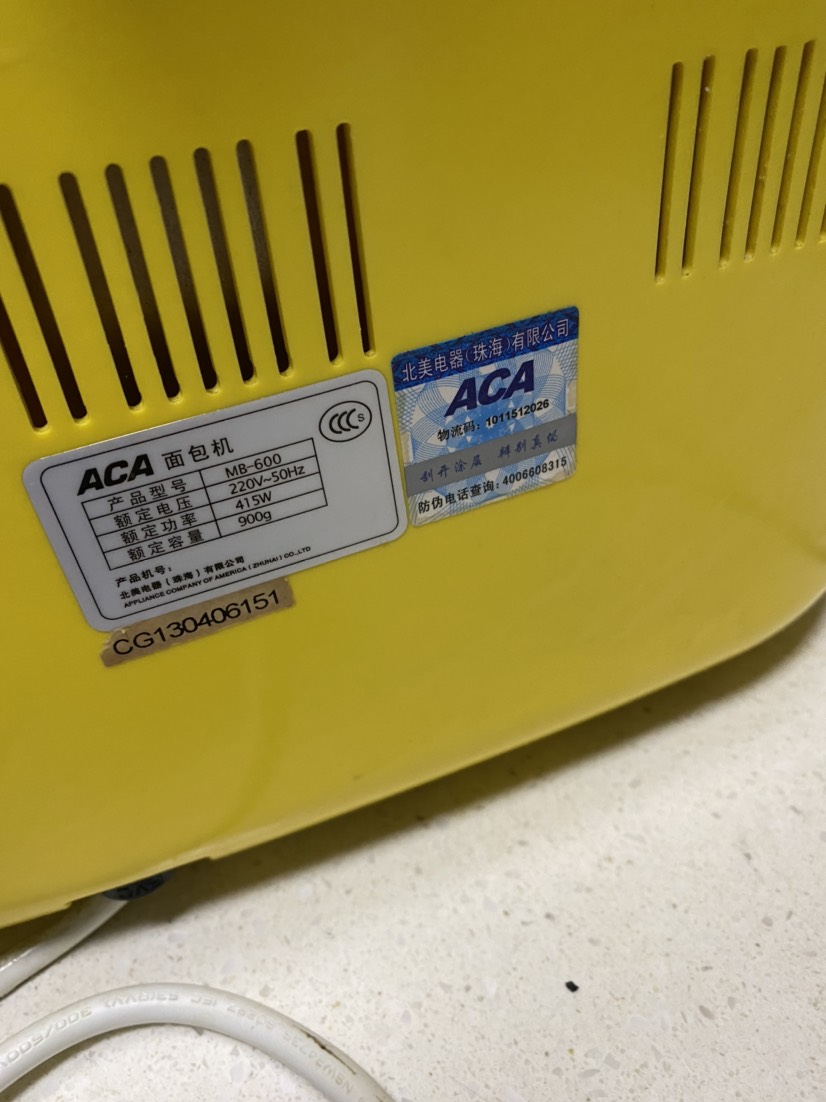 ACA 面包机
产品型号 MB-600
额定电压 220V~50Hz
额定功率 415W
额定容量 900g
产品机号：
北美电器（珠海）有限公司
APPLIANCE COMPANY OF AMERICA (ZHUHAI) CO.,LTD
CCC S
CG130406151
北美电器(珠海)有限公司
ACA
物流码：1011512026
刮开涂层 辨别真伪
防伪电话查询：4006608315
300/500